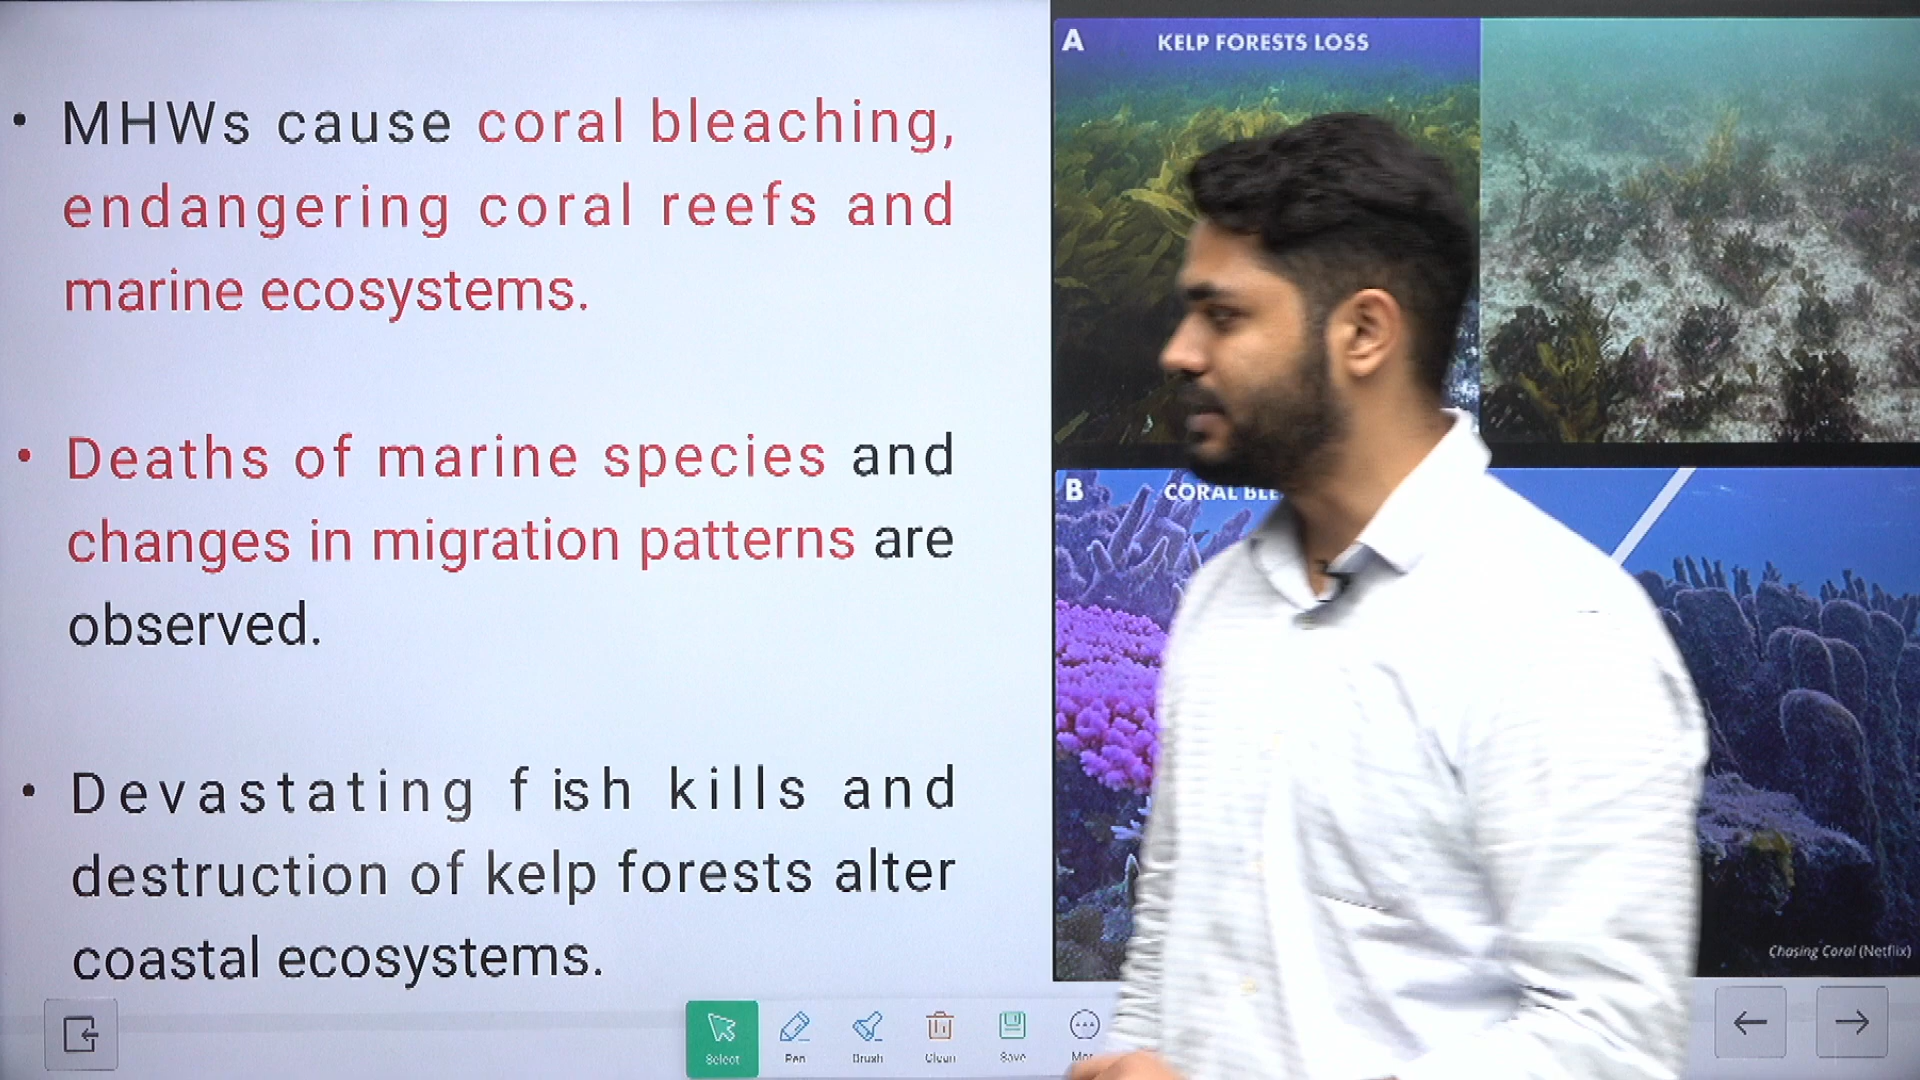 • MHWs cause coral bleaching,
endangering coral reefs and
marine ecosystems.
• Deaths of marine species and
changes in migration patterns are
observed.
• Devastating fish kills and
destruction of kelp forests alter
coastal ecosystems.
A KELP FORESTS LOSS
B CORAL BLE
Chasing Coral (Netflix)
Select Pen Brush Clean Save